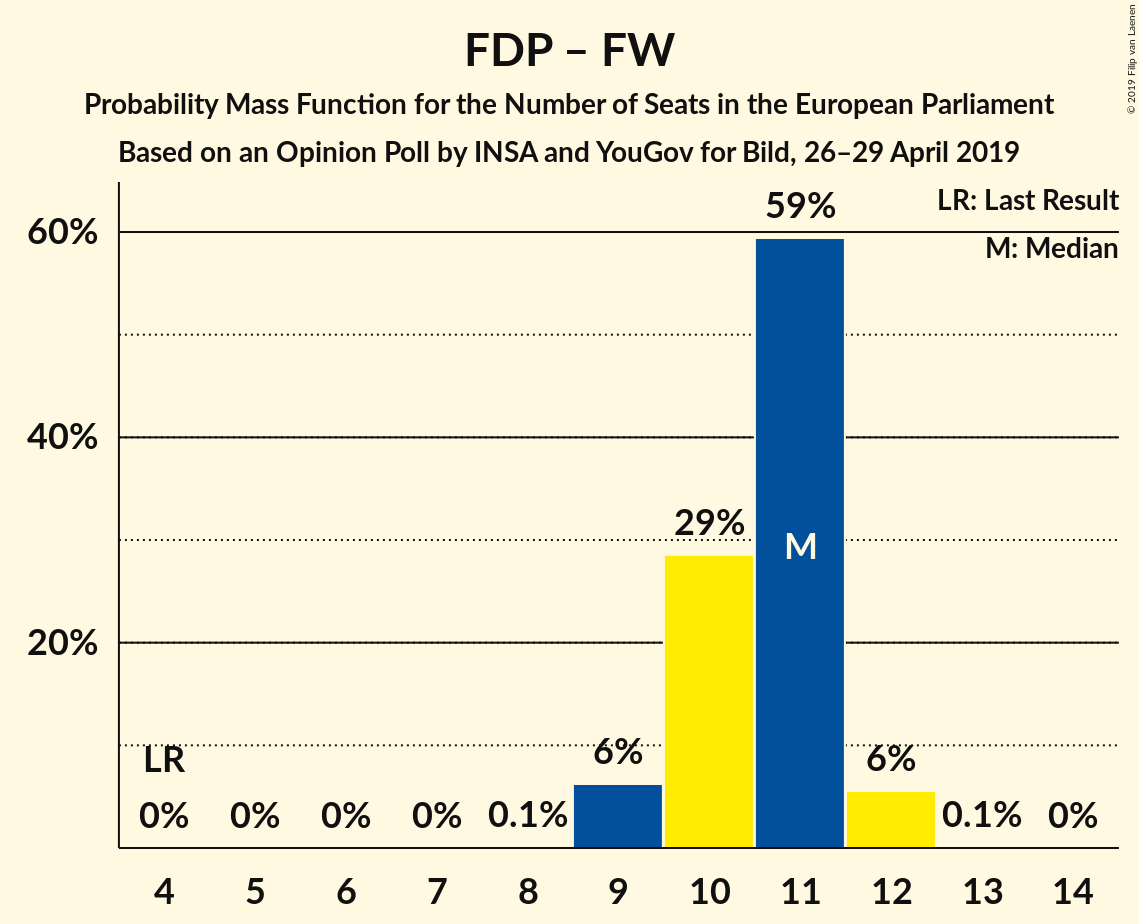 FDP – FW
Probability Mass Function for the Number of Seats in the European Parliament
Based on an Opinion Poll by INSA and YouGov for Bild, 26–29 April 2019
© 2019 Filip van Laenen
LR: Last Result
M: Median
60%
40%
20%
LR
0%
0%
0%
0%
0.1%
6%
29%
59%
M
6%
0.1%
0%
4 5 6 7 8 9 10 11 12 13 14